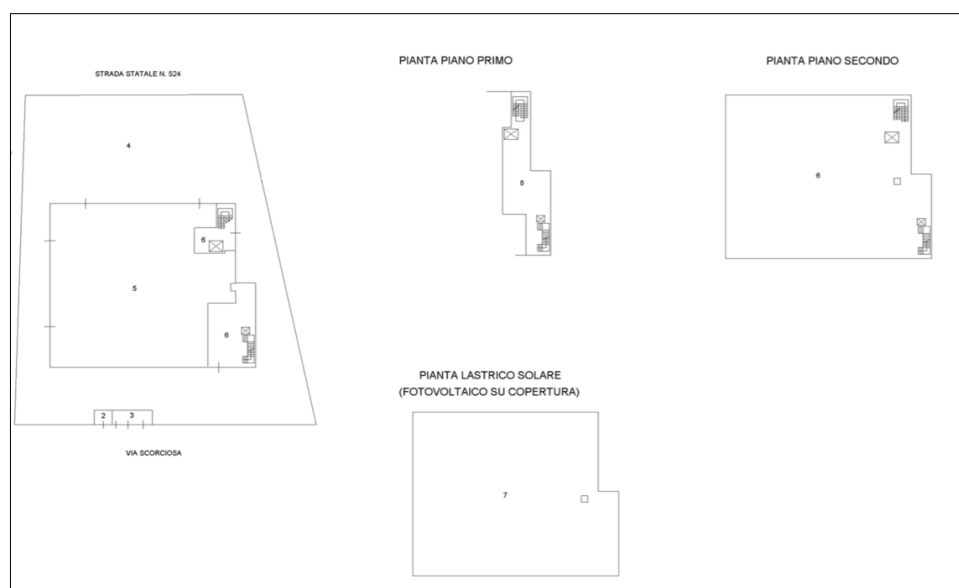 STRADA STATALE N. 524
4
6
5
6
2
3
VIA SCORCIOSA
PIANTA PIANO PRIMO
5
PIANTA PIANO SECONDO
6
PIANTA LASTRICO SOLARE
(FOTOVOLTAICO SU COPERTURA)
7